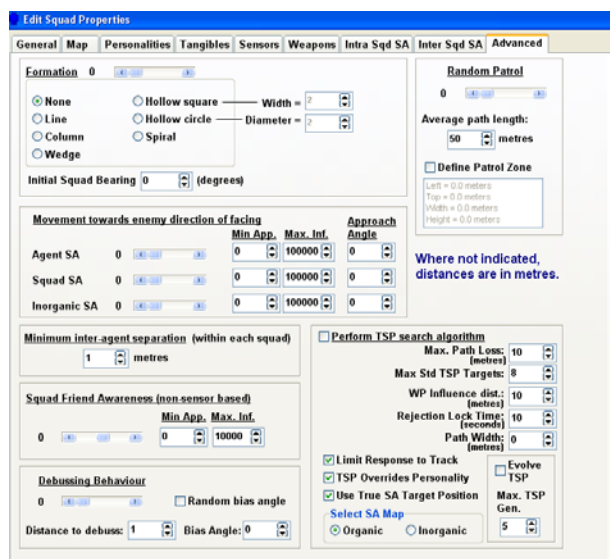 Edit Squad Properties
General Map Personalities Tangibles Sensors Weapons Intra Sqd SA Inter Sqd SA Advanced
Formation 0
None
Line
Column
Wedge
Hollow square Width = 2
Hollow circle Diameter = 2
Spiral
Initial Squad Bearing 0 (degrees)
Random Patrol
0
Average path length:
50 metres
Define Patrol Zone
Left = 0.0 meters
Top = 0.0 meters
Width = 0.0 meters
Height = 0.0 meters
Movement towards enemy direction of facing
Min App. Max. Inf. Approach Angle
Agent SA 0 0 100000 0
Squad SA 0 0 100000 0
Inorganic SA 0 0 100000 0
Where not indicated,
distances are in metres.
Minimum inter-agent separation (within each squad)
1 metres
Squad Friend Awareness (non-sensor based)
Min App. Max. Inf.
0 0 10000
Debussing Behaviour
0 Random bias angle
Distance to debuss: 1 Bias Angle: 0
Perform TSP search algorithm
Max. Path Loss: 10
(metres)
Max Std TSP Targets: 8
WP Influence dist.: 10
(metres)
Rejection Lock Time: 10
(seconds)
Path Width: 0
(metres)
Limit Response to Track
TSP Overrides Personality
Use True SA Target Position
Select SA Map
Organic Inorganic
Evolve
TSP
Max. TSP
Gen.
5